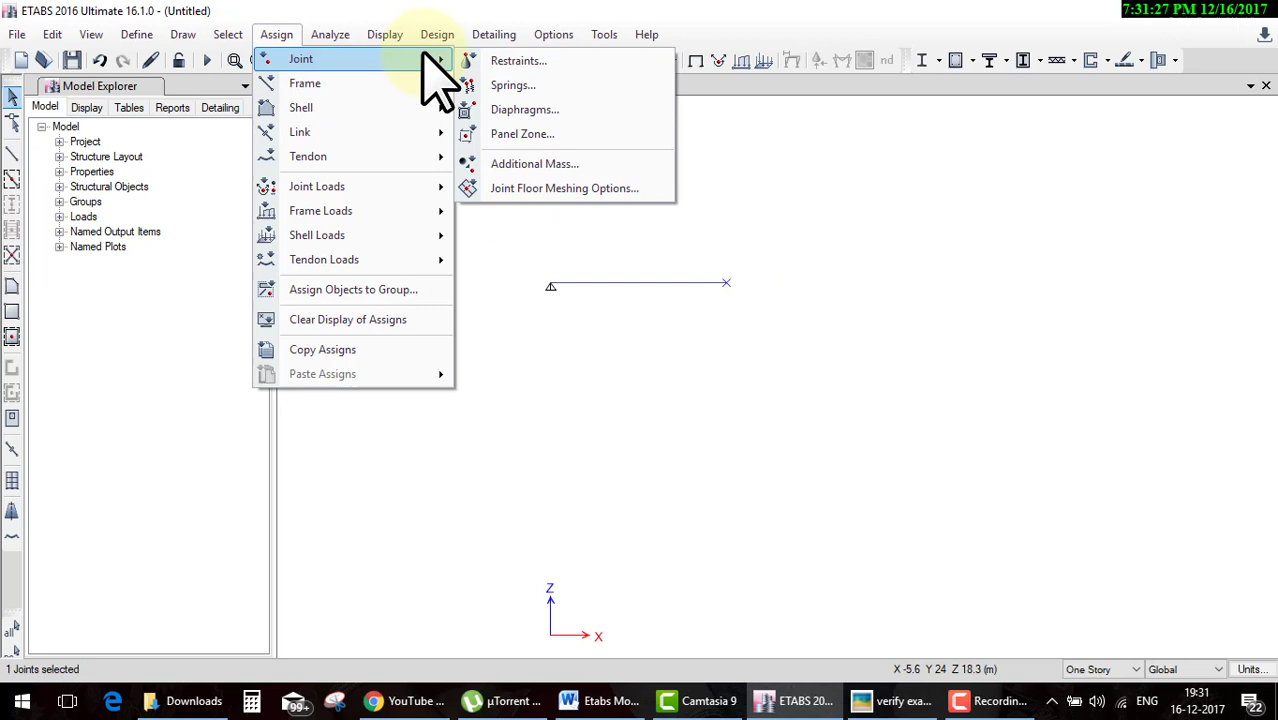 ETABS 2016 Ultimate 16.1.0 - (Untitled)
7:31:27 PM 12/16/2017
File Edit View Define Draw Select Assign Analyze Display Design Detailing Options Tools Help
nd
Model Explorer
Model Display Tables Reports Detailing
Model
Project
Structure Layout
Properties
Structural Objects
Groups
Loads
Named Output Items
Named Plots
Joint
Frame
Shell
Link
Tendon
Joint Loads
Frame Loads
Shell Loads
Tendon Loads
Assign Objects to Group...
Clear Display of Assigns
Copy Assigns
Paste Assigns
Restraints...
Springs...
Diaphragms...
Panel Zone...
Additional Mass...
Joint Floor Meshing Options...
Z
X
all
1 Joints selected
X -5.6 Y 24 Z 18.3 (m)
One Story
Global
Units...
Downloads
99+
YouTube ...
µTorrent ...
Etabs Mo...
Camtasia 9
ETABS 20...
verify exa...
Recordin...
ENG
19:31
16-12-2017
22